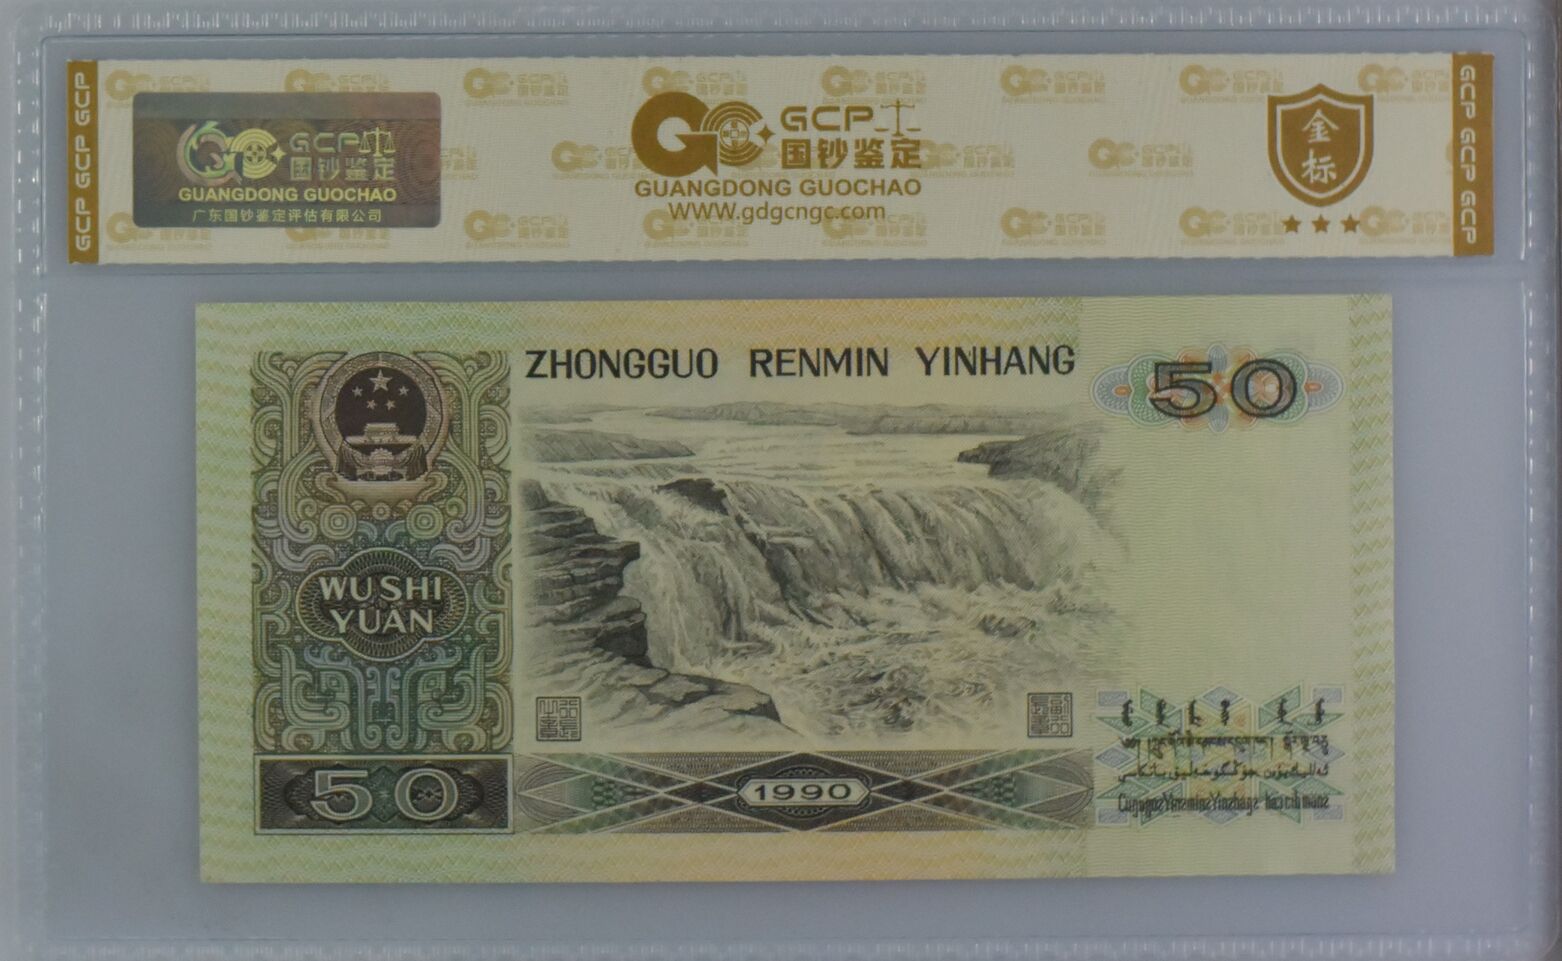 GCP GCP GCP
GCP
国钞鉴定
GUANGDONG GUOCHAO
广东国钞鉴定评估有限公司
GCP
国钞鉴定
GUANGDONG GUOCHAO
WWW.gdgcngc.com
金
标
GCP GCP GCP
ZHONGGUO RENMIN YINHANG
50
WU SHI
YUAN
50
1990